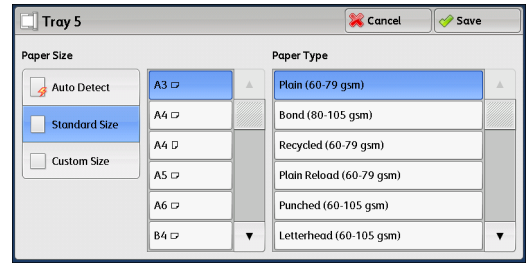 Tray 5
Cancel
Save
Paper Size
Paper Type
Auto Detect
Standard Size
Custom Size
A3
A4
A4
A5
A6
B4
Plain (60-79 gsm)
Bond (80-105 gsm)
Recycled (60-79 gsm)
Plain Reload (60-79 gsm)
Punched (60-105 gsm)
Letterhead (60-105 gsm)